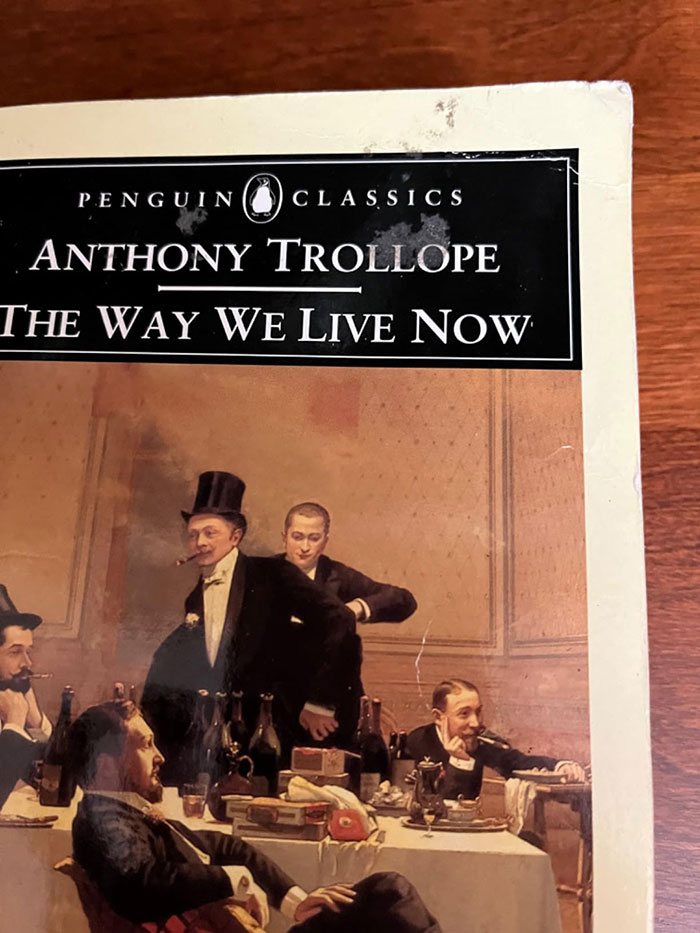 PENGUIN CLASSICS
ANTHONY TROLLOPE
THE WAY WE LIVE NOW